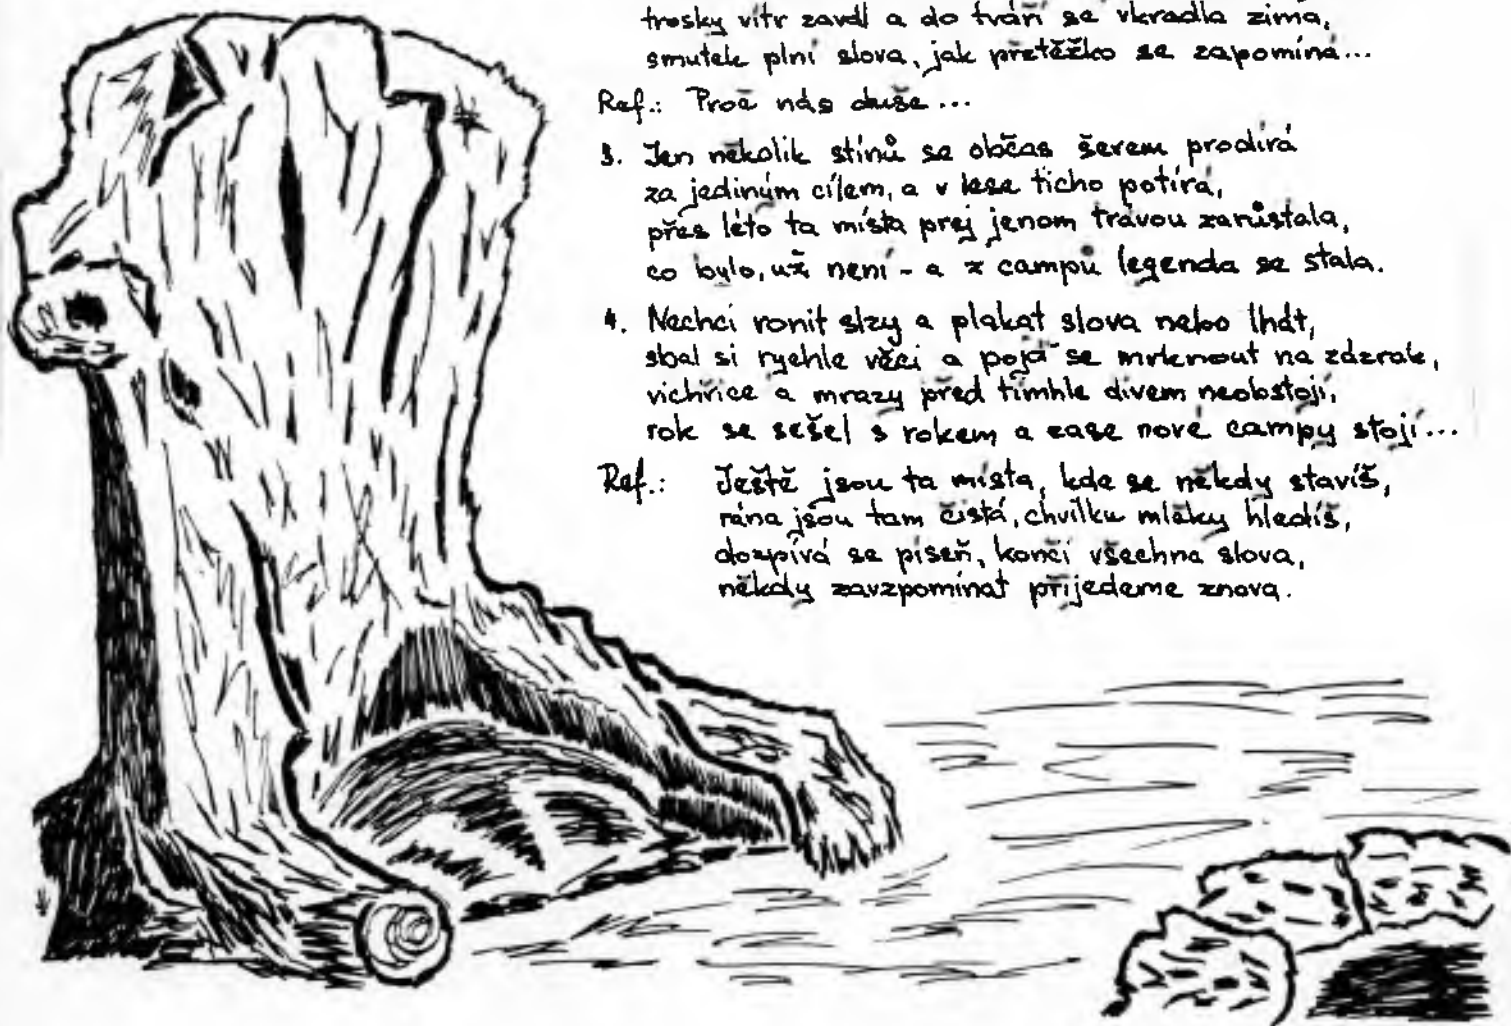 trosky vítr zavál a do tváří se vkradla zima,
smutek plní slova, jak přetěžko se zapomíná...
Ref.: Proč nás duše...
3. Jen několik stínů se občas šerem prodírá
za jediným cílem, a v lese ticho potírá,
přes léto ta místa prej jenom trávou zarůstala,
co bylo, už není - a z campů legenda se stala.
4. Nechci ronit slzy a plakat slova nebo lhát,
sbal si rychle věci a pojď se mrknout na zázrak,
vichřice a mrazy před tímhle divem neobstojí,
rok se sešel s rokem a zase nové campy stojí...
Ref.: Ještě jsou ta místa, kde se někdy stavíš,
rána jsou tam čistá, chvilku mlčky hledíš,
dozpívá se píseň, končí všechna slova,
někdy zavzpomínat přijedeme znova.